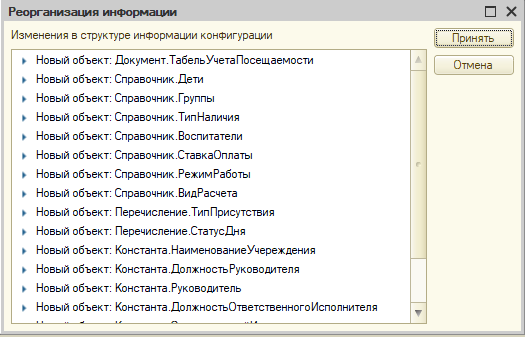 Реорганизация информации
Изменения в структуре информации конфигурации
Принять
Отмена
Новый объект: Документ.ТабельУчетаПосещаемости
Новый объект: Справочник.Дети
Новый объект: Справочник.Группы
Новый объект: Справочник.ТипНаличия
Новый объект: Справочник.Воспитатели
Новый объект: Справочник.СтавкаОплаты
Новый объект: Справочник.РежимРаботы
Новый объект: Справочник.ВидРасчета
Новый объект: Перечисление.ТипПрисутствия
Новый объект: Перечисление.СтатусДня
Новый объект: Константа.НаименованиеУчереждения
Новый объект: Константа.ДолжностьРуководителя
Новый объект: Константа.Руководитель
Новый объект: Константа.ДолжностьОтветственногоИсполнителя